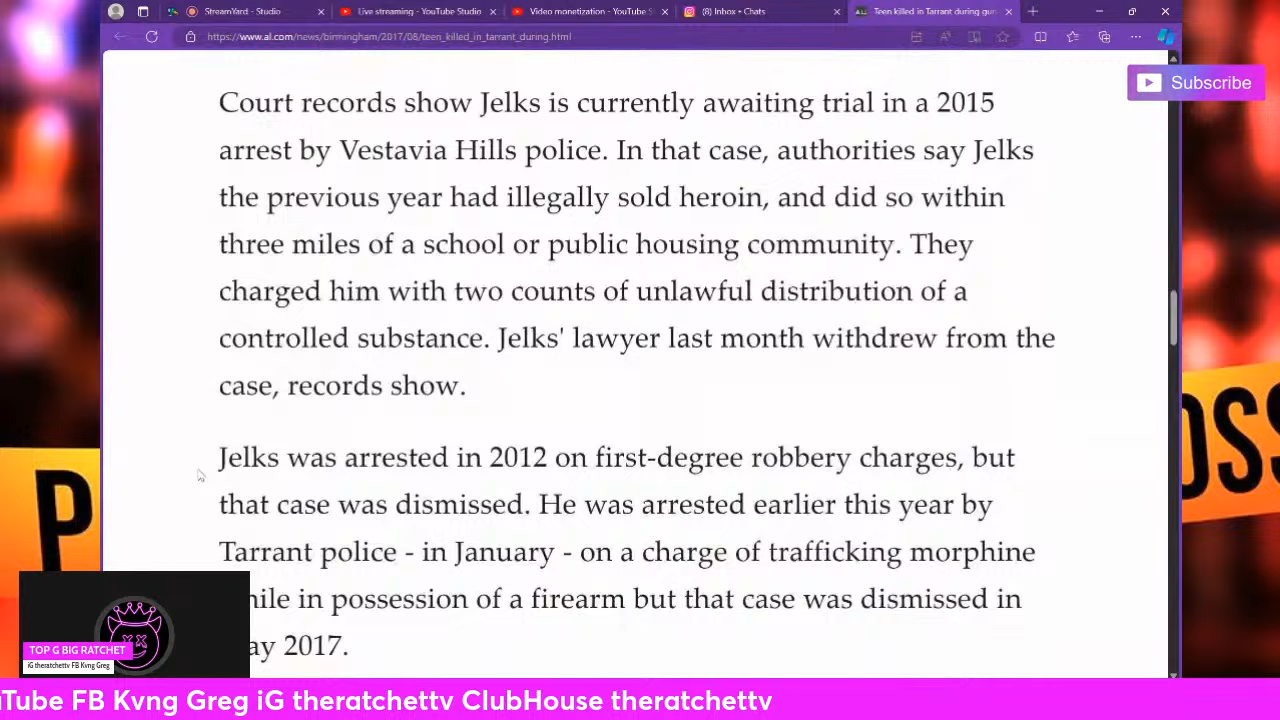 StreamYard - Studio
Live streaming - YouTube Studio
Video monetization - YouTube S
(8) Inbox • Chats
Teen killed in Tarrant during gun
https://www.al.com/news/birmingham/2017/08/teen_killed_in_tarrant_during.html
Subscribe
Court records show Jelks is currently awaiting trial in a 2015
arrest by Vestavia Hills police. In that case, authorities say Jelks
the previous year had illegally sold heroin, and did so within
three miles of a school or public housing community. They
charged him with two counts of unlawful distribution of a
controlled substance. Jelks' lawyer last month withdrew from the
case, records show.
Jelks was arrested in 2012 on first-degree robbery charges, but
that case was dismissed. He was arrested earlier this year by
Tarrant police - in January - on a charge of trafficking morphine
hile in possession of a firearm but that case was dismissed in
ay 2017.
P
OSS
TOP G BIG RATCHET
iG theratchettv FB Kvng Greg
uTube FB Kvng Greg iG theratchettv ClubHouse theratchettv